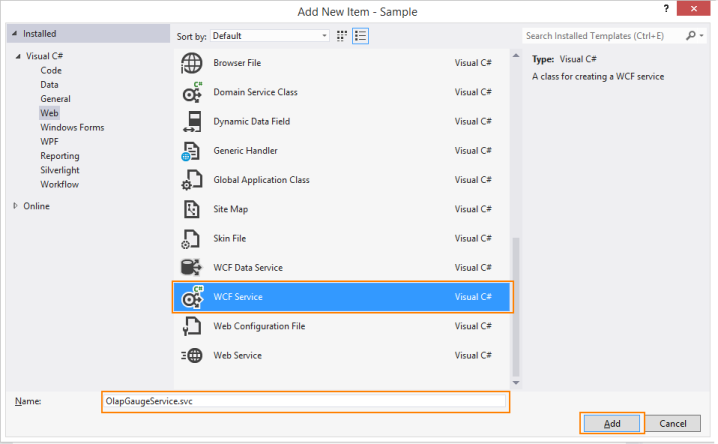 Add New Item - Sample
?
Installed
Sort by: Default
Search Installed Templates (Ctrl+E)
Visual C#
Code
Data
General
Web
Windows Forms
WPF
Reporting
Silverlight
Workflow
Online
Browser File Visual C#
Domain Service Class Visual C#
Dynamic Data Field Visual C#
Generic Handler Visual C#
Global Application Class Visual C#
Site Map Visual C#
Skin File Visual C#
WCF Data Service Visual C#
WCF Service Visual C#
Web Configuration File Visual C#
Web Service Visual C#
Type: Visual C#
A class for creating a WCF service
Name: OlapGaugeService.svc
Add Cancel